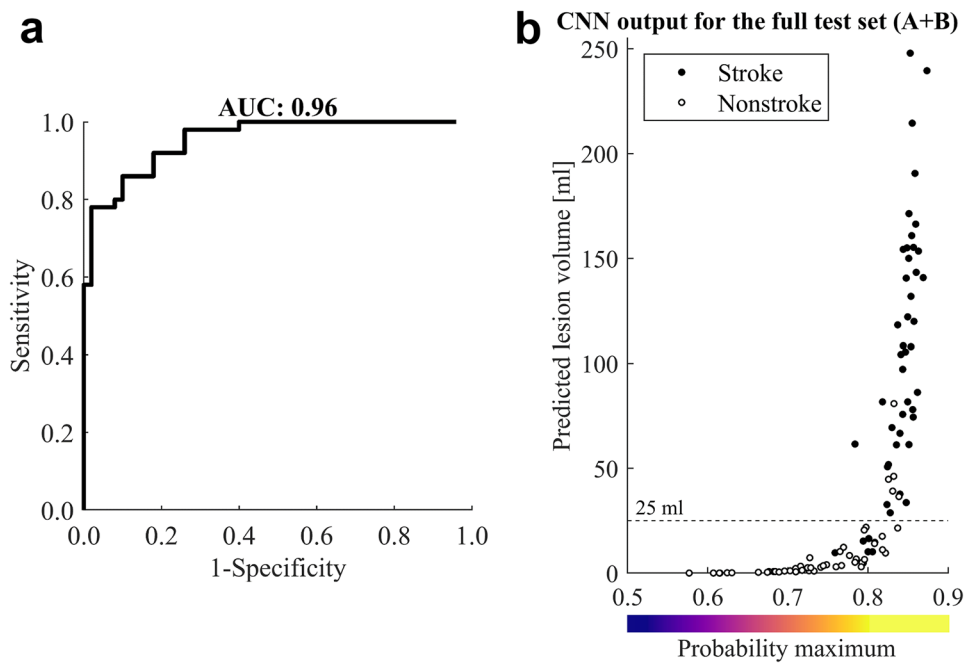 a
AUC: 0.96
1.0
0.8
0.6
0.4
0.2
0.0
Sensitivity
0.0 0.2 0.4 0.6 0.8 1.0
1-Specificity
b
CNN output for the full test set (A+B)
250
200
150
100
50
0
Predicted lesion volume [ml]
Stroke
Nonstroke
25 ml
0.5 0.6 0.7 0.8 0.9
Probability maximum